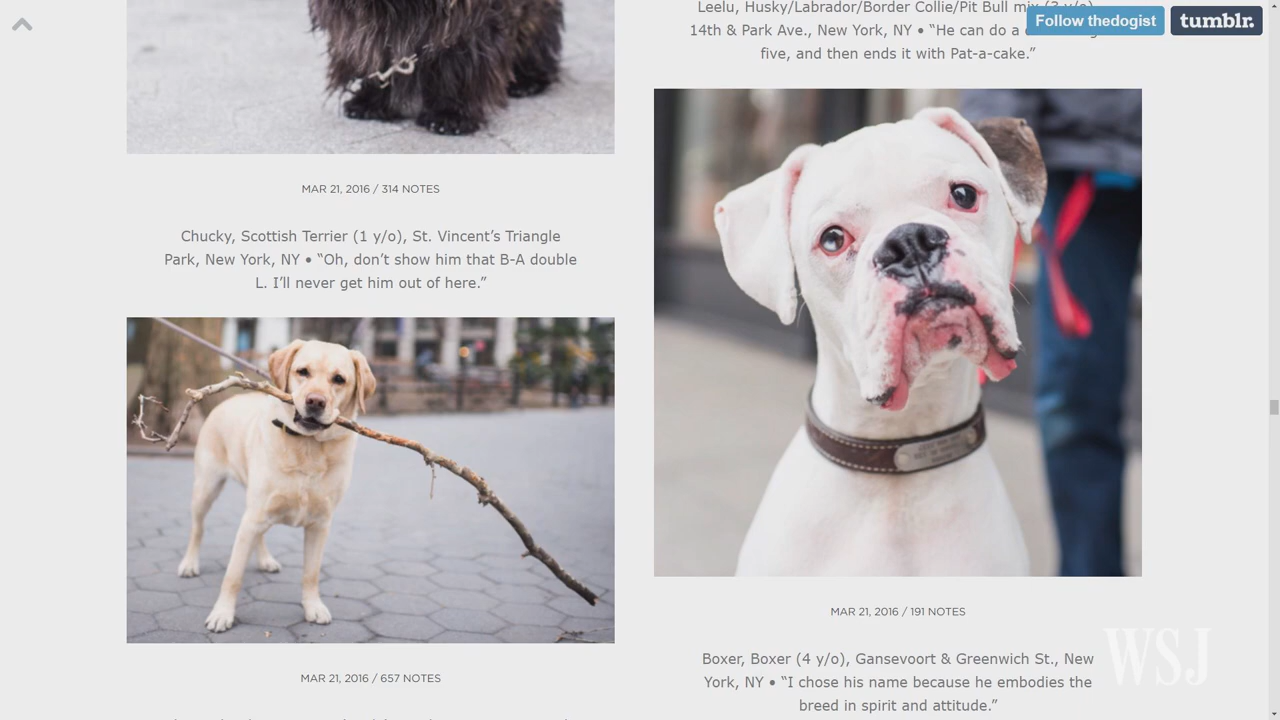 Follow thedogist
tumblr.
MAR 21, 2016 / 314 NOTES
Chucky, Scottish Terrier (1 y/o), St. Vincent’s Triangle
Park, New York, NY • “Oh, don’t show him that B-A double
L. I’ll never get him out of here.”
MAR 21, 2016 / 657 NOTES
Leelu, Husky/Labrador/Border Collie/Pit Bull mix (3 y/o),
14th & Park Ave., New York, NY • “He can do a
five, and then ends it with Pat-a-cake.”
MAR 21, 2016 / 191 NOTES
Boxer, Boxer (4 y/o), Gansevoort & Greenwich St., New
York, NY • “I chose his name because he embodies the
breed in spirit and attitude.”
WSJ